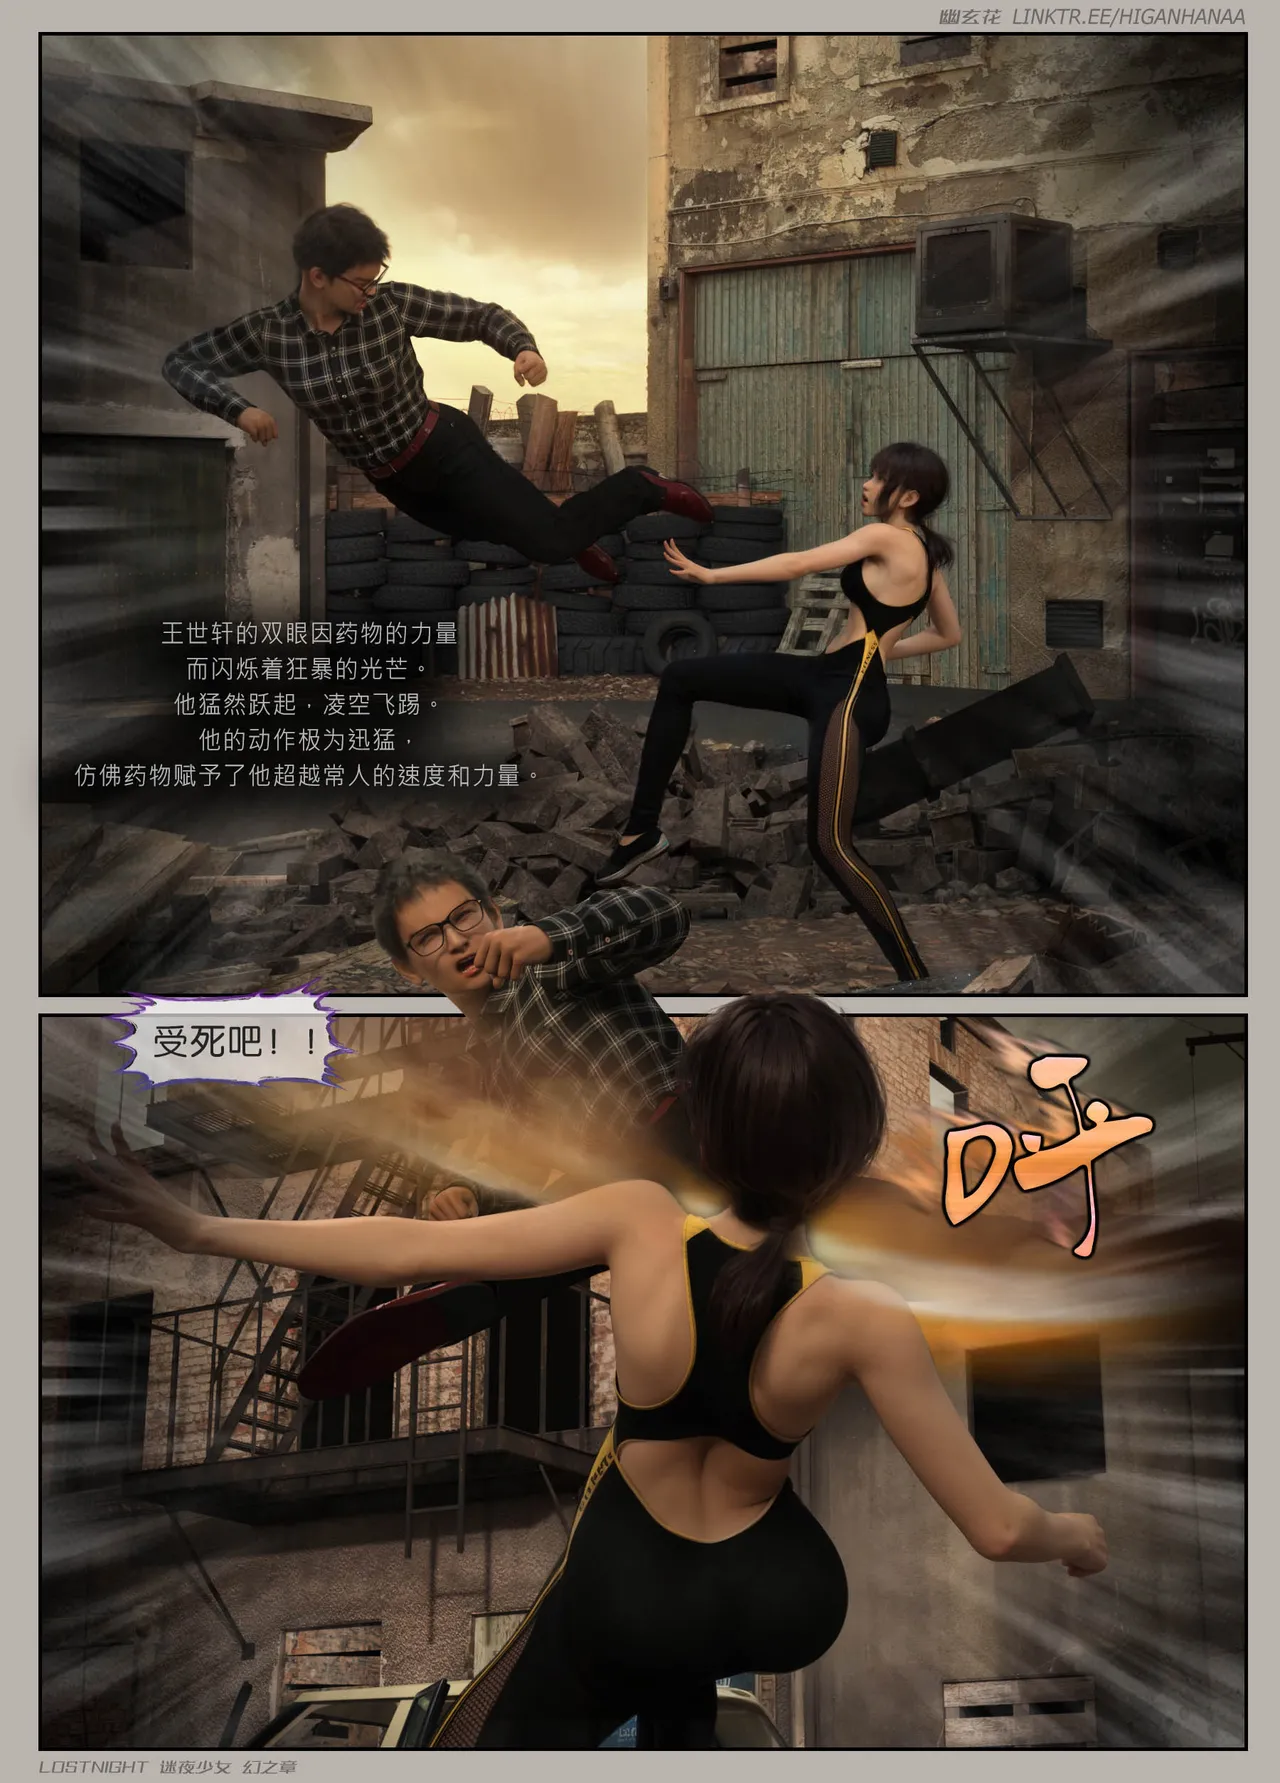 幽玄花 LINKTR.EE/HIGANHANAA
王世轩的双眼因药物的力量
而闪烁着狂暴的光芒。
他猛然跃起，凌空飞踢。
他的动作极为迅猛，
仿佛药物赋予了他超越常人的速度和力量。
受死吧！！
呼
LOSTNIGHT 迷夜少女 幻之章